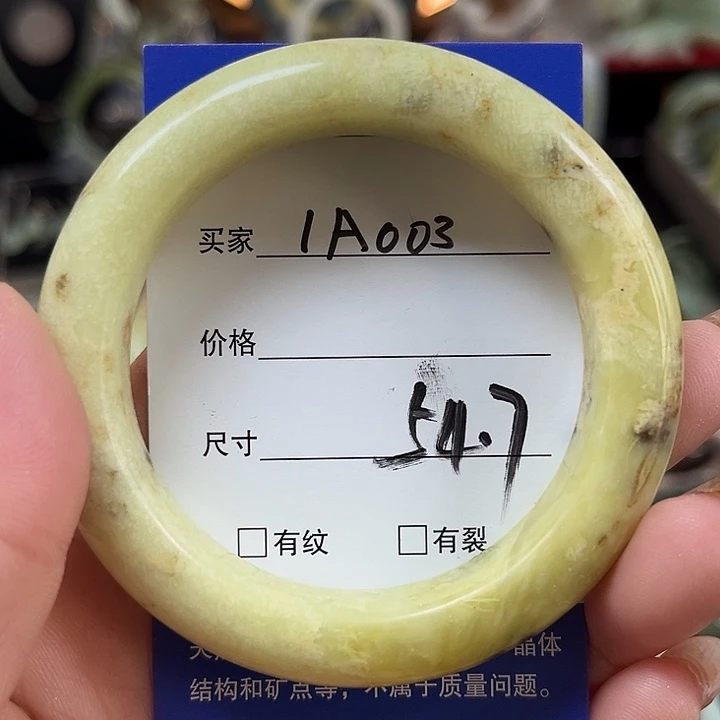 买家 1A003
价格
尺寸 54.7
□有纹 □有裂
晶体
结构和矿点等，不属于质量问题。